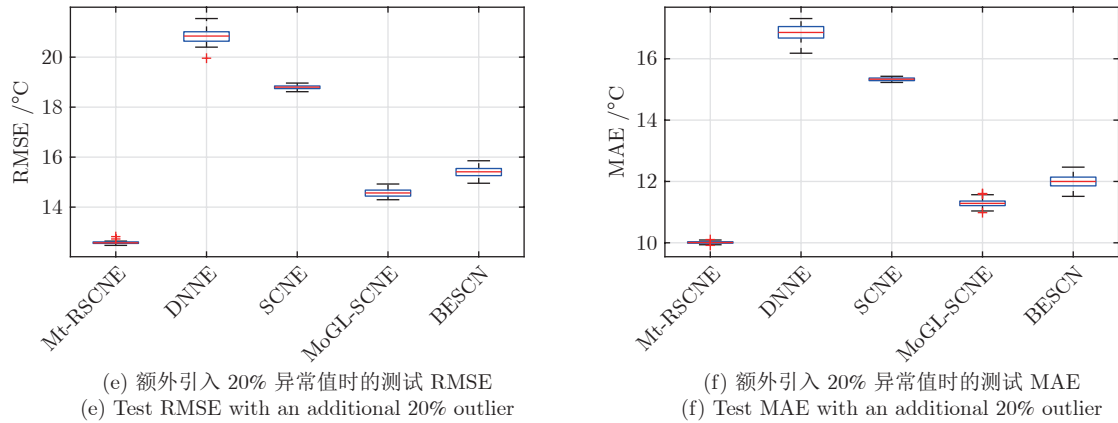 RMSE /°C
20
18
16
14
Mt-RSCNE
DNNE
SCNE
MoGL-SCNE
BESCN
(e) 额外引入 20% 异常值时的测试 RMSE
(e) Test RMSE with an additional 20% outlier
MAE /°C
16
14
12
10
Mt-RSCNE
DNNE
SCNE
MoGL-SCNE
BESCN
(f) 额外引入 20% 异常值时的测试 MAE
(f) Test MAE with an additional 20% outlier